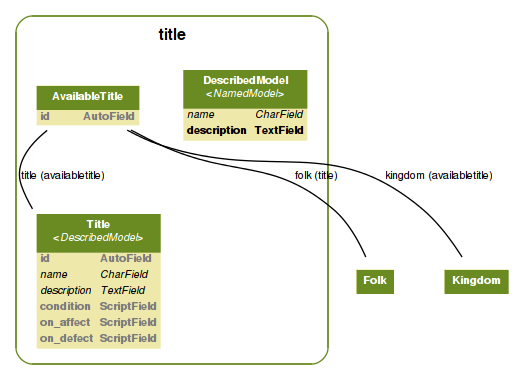 title
AvailableTitle
id AutoField
DescribedModel
<NamedModel>
name CharField
description TextField
title (availabletitle)
folk (title)
kingdom (availabletitle)
Title
<DescribedModel>
id AutoField
name CharField
description TextField
condition ScriptField
on_affect ScriptField
on_defect ScriptField
Folk
Kingdom